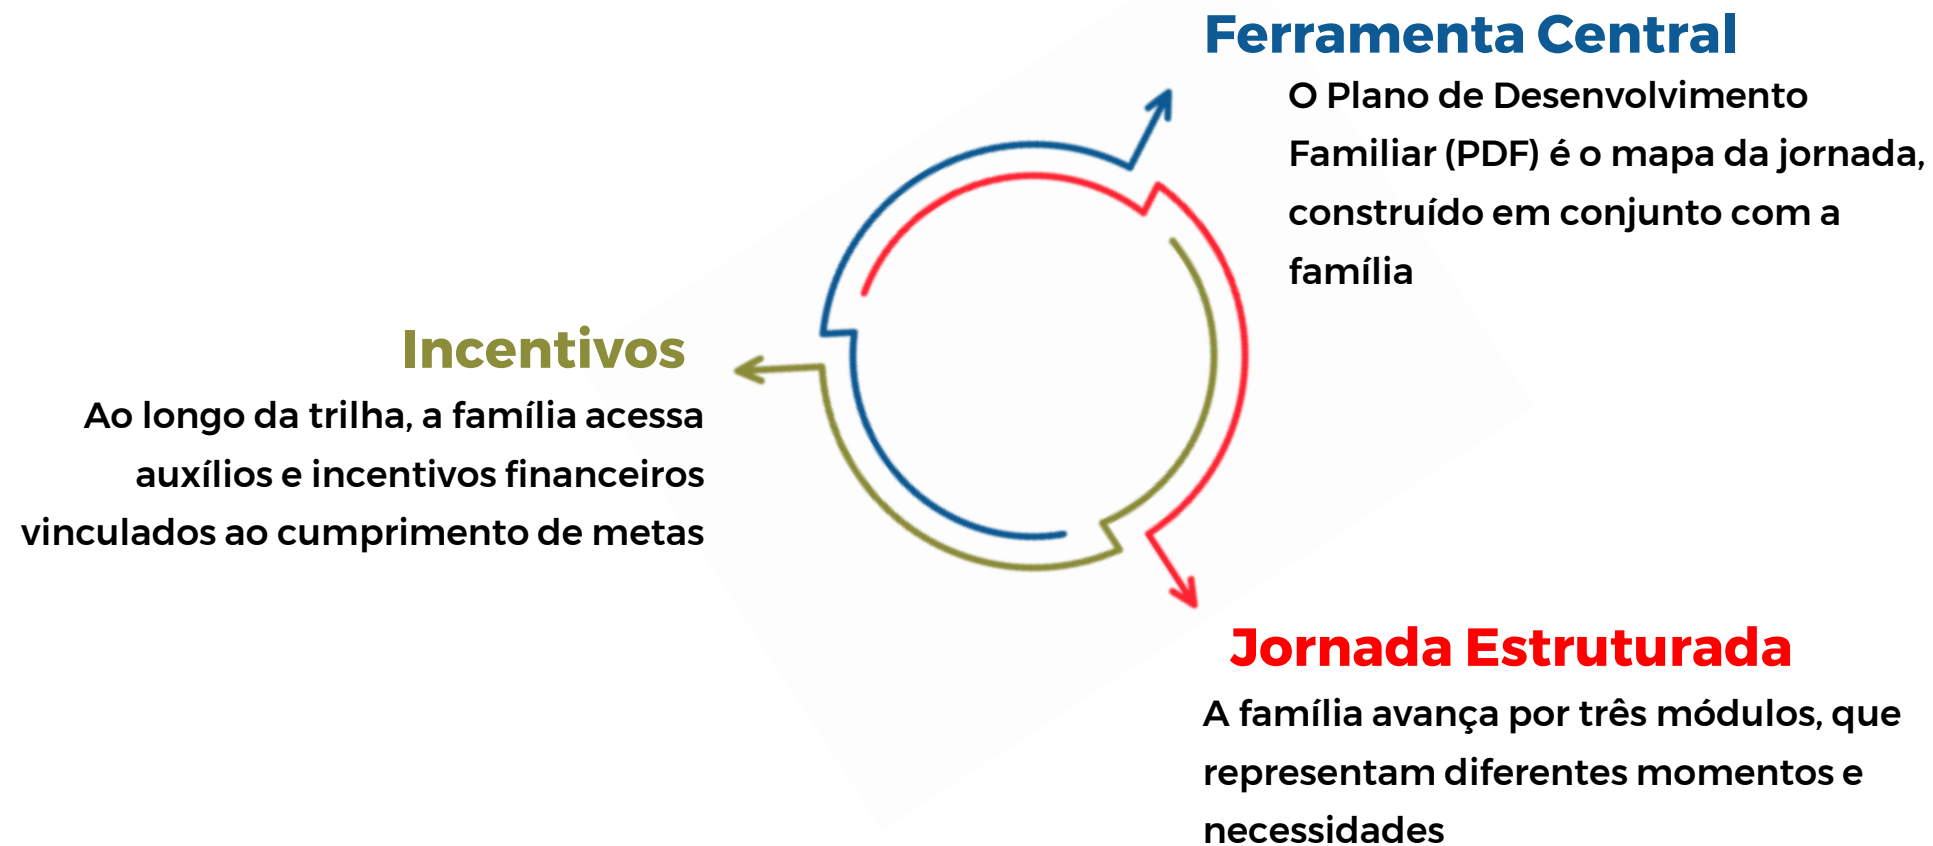 Ferramenta Central
O Plano de Desenvolvimento
Familiar (PDF) é o mapa da jornada,
construído em conjunto com a
família
Incentivos
Ao longo da trilha, a família acessa
auxílios e incentivos financeiros
vinculados ao cumprimento de metas
Jornada Estruturada
A família avança por três módulos, que
representam diferentes momentos e
necessidades